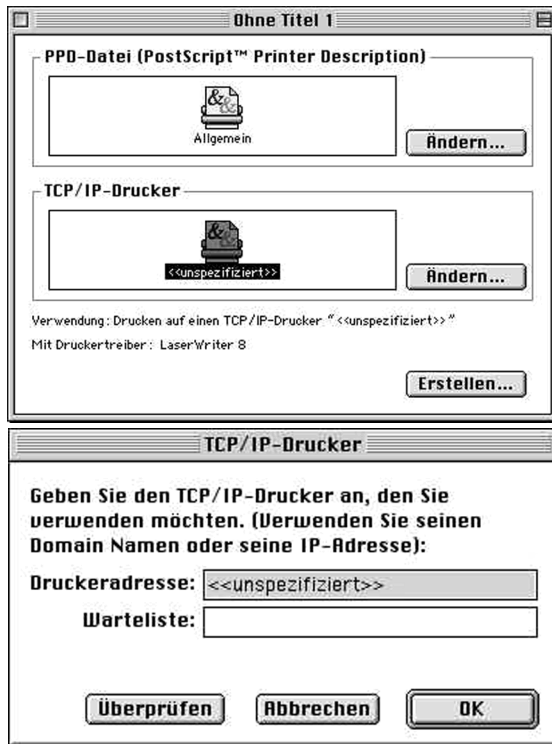 Ohne Titel 1
PPD-Datei (PostScript™ Printer Description)
Allgemein
Ändern...
TCP/IP-Drucker
<<unspezifiziert>>
Ändern...
Verwendung: Drucken auf einen TCP/IP-Drucker "<<unspezifiziert>>"
Mit Druckertreiber: LaserWriter 8
Erstellen...
TCP/IP-Drucker
Geben Sie den TCP/IP-Drucker an, den Sie
verwenden möchten. (Verwenden Sie seinen
Domain Namen oder seine IP-Adresse):
Druckeradresse: <<unspezifiziert>>
Warteliste:
Überprüfen Abbrechen OK